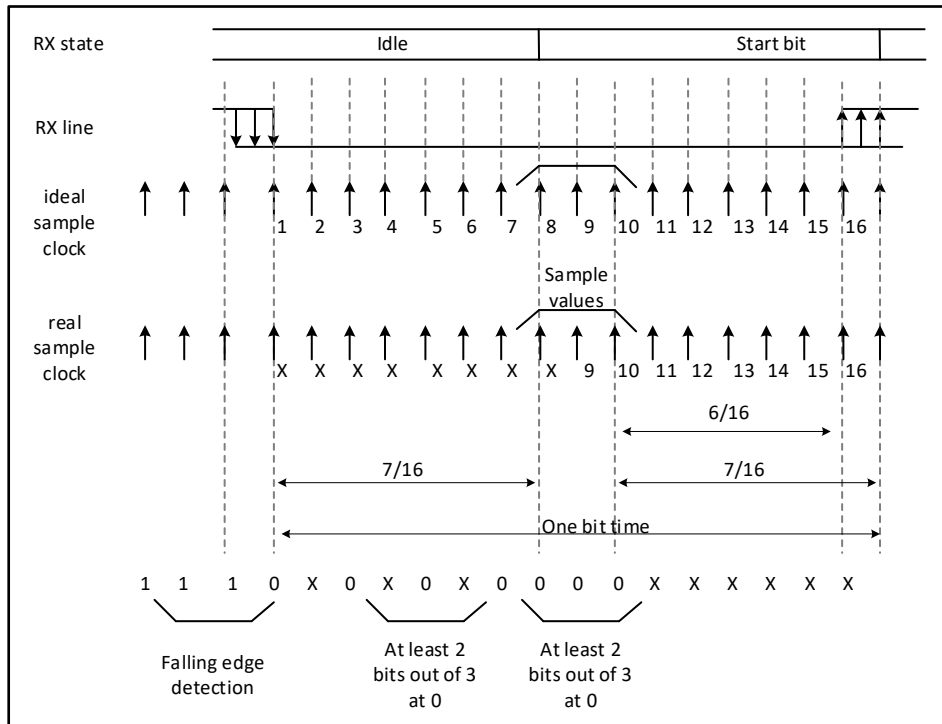 RX state
Idle
Start bit
RX line
ideal
sample
clock
1 2 3 4 5 6 7 8 9 10 11 12 13 14 15 16
Sample
values
real
sample
clock
X X X X X X X X 9 10 11 12 13 14 15 16
6/16
7/16
7/16
One bit time
1 1 1 0 X 0 X 0 X 0 0 0 0 X X X X X X
Falling edge
detection
At least 2
bits out of 3
at 0
At least 2
bits out of 3
at 0